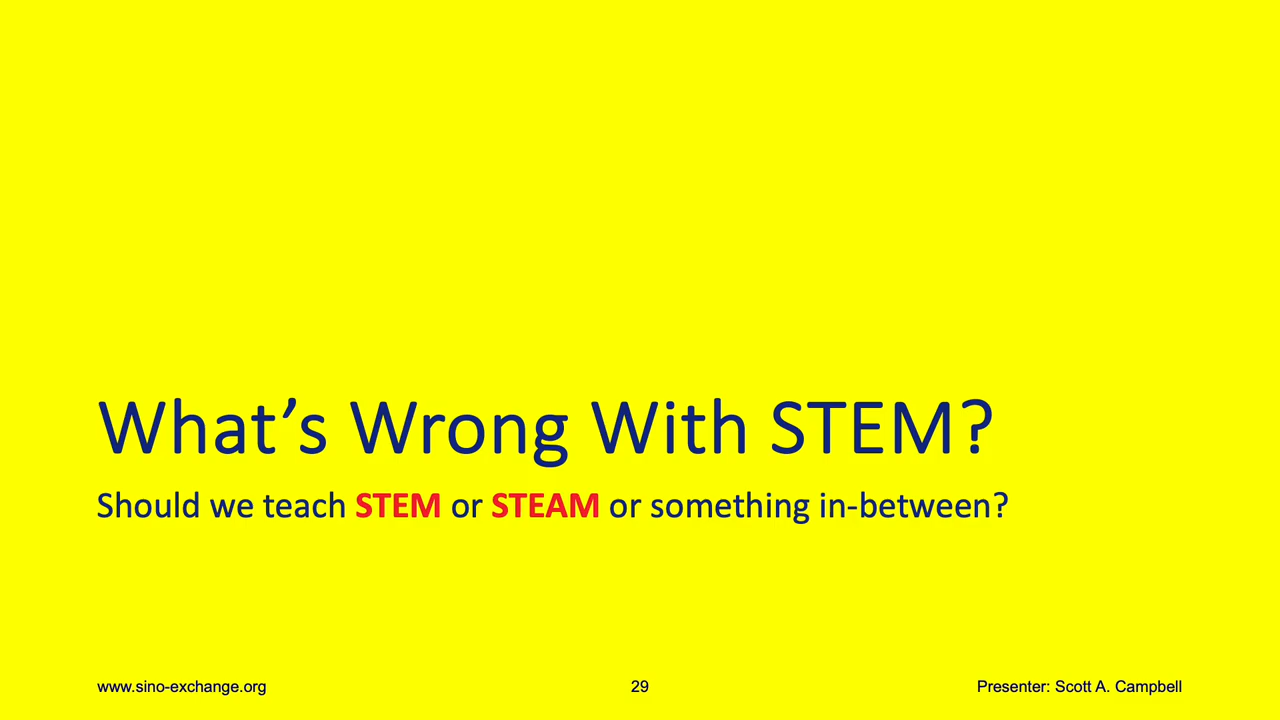 What’s Wrong With STEM?
Should we teach STEM or STEAM or something in-between?
www.sino-exchange.org
29
Presenter: Scott A. Campbell